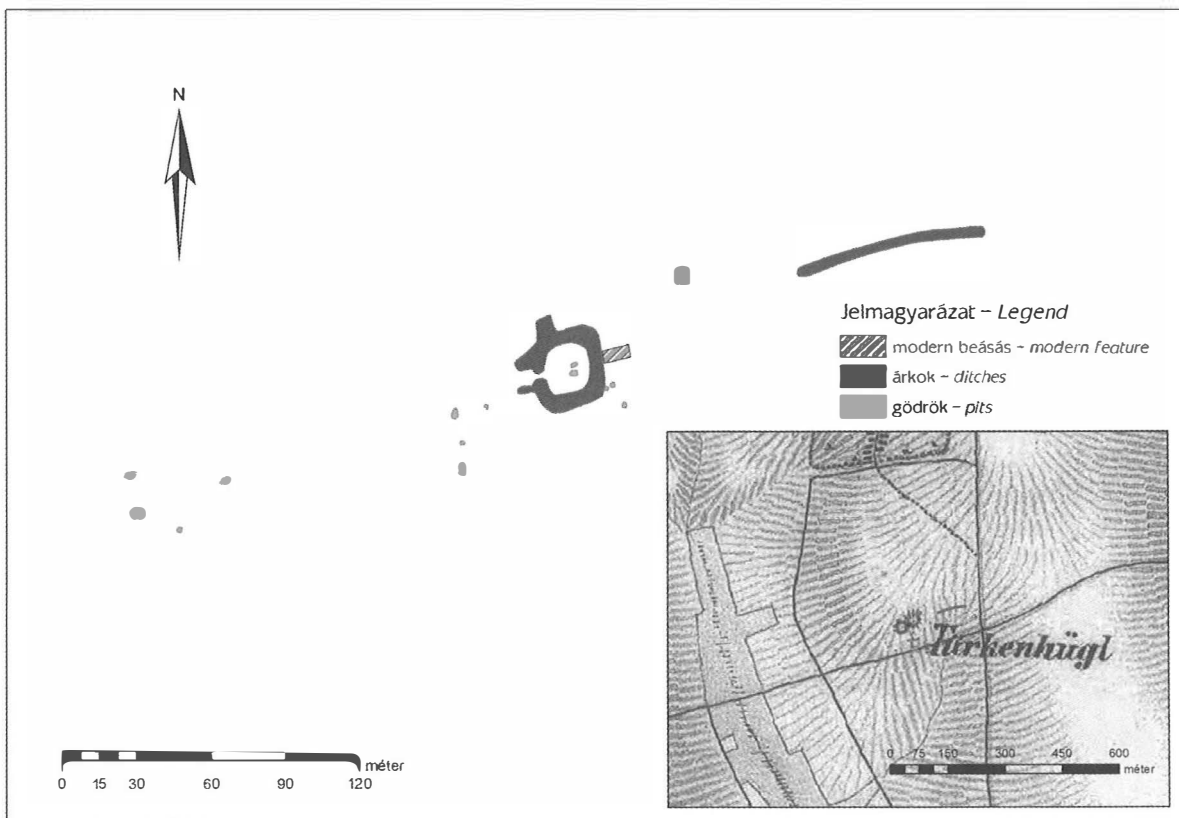 N
Jelmagyarázat – Legend
modern beásás – modern feature
árkok – ditches
gödrök – pits
Türkenhügl
0 75 150 300 450 600
méter
méter
0 15 30 60 90 120